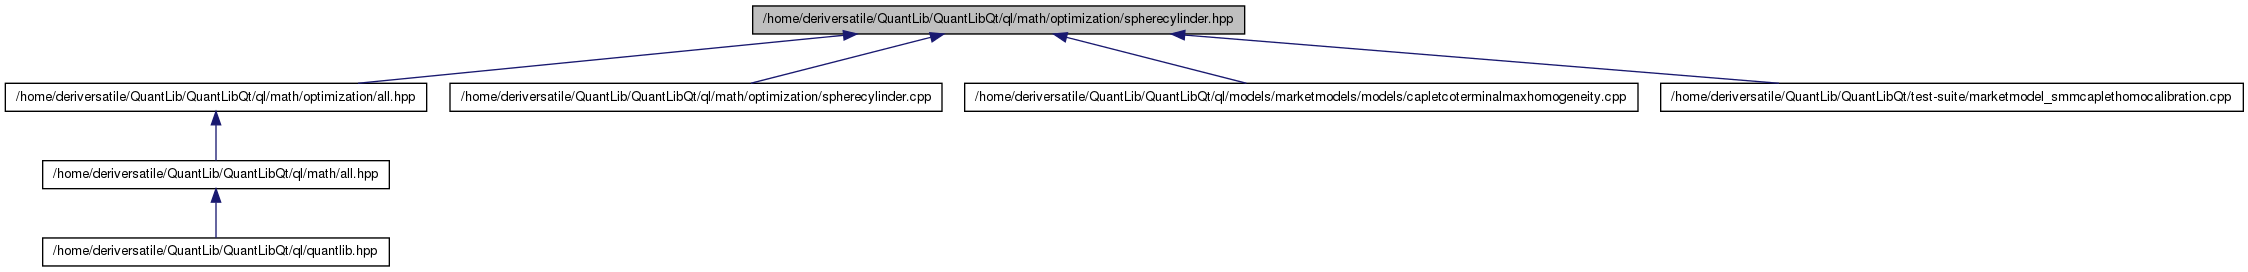 /home/deriversatile/QuantLib/QuantLibQt/ql/math/optimization/spherecylinder.hpp
/home/deriversatile/QuantLib/QuantLibQt/ql/math/optimization/all.hpp
/home/deriversatile/QuantLib/QuantLibQt/ql/math/optimization/spherecylinder.cpp
/home/deriversatile/QuantLib/QuantLibQt/ql/models/marketmodels/models/capletcoterminalmaxhomogeneity.cpp
/home/deriversatile/QuantLib/QuantLibQt/test-suite/marketmodel_smmcaplethomocalibration.cpp
/home/deriversatile/QuantLib/QuantLibQt/ql/math/all.hpp
/home/deriversatile/QuantLib/QuantLibQt/ql/quantlib.hpp